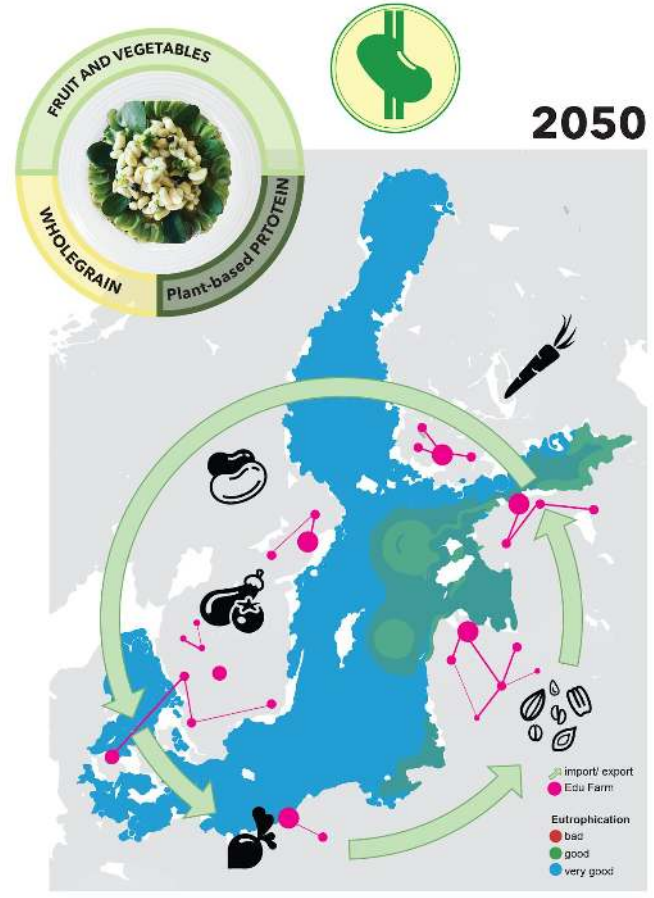 FRUIT AND VEGETABLES
WHOLEGRAIN
Plant-based PRTOTEIN
2050
import/ export
Edu Farm
Eutrophication
bad
good
very good